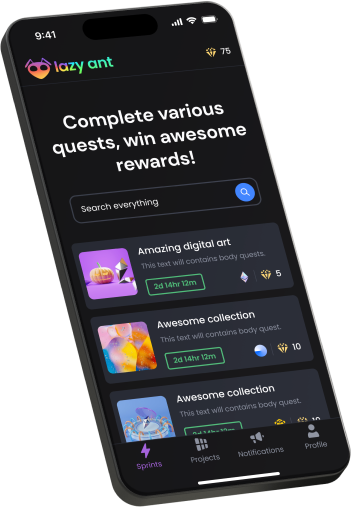 9:41
lazy ant
75
Complete various
quests, win awesome
rewards!
Search everything
Amazing digital art
This text will contains body quests.
2d 14hr 12m
5
Awesome collection
This text will contains body quest.
2d 14hr 12m
10
Awesome collection
This text will contains body quests.
2d 14hr 12m
10
Sprints
Projects
Notifications
Profile